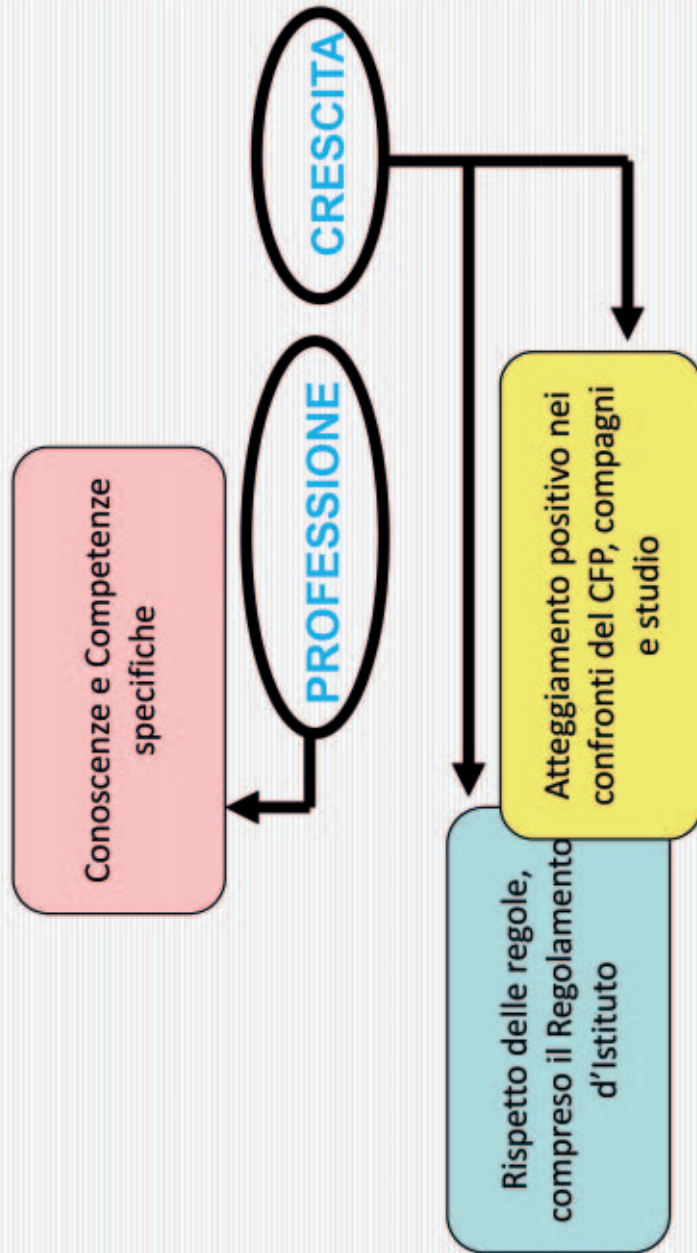 Conoscenze e Competenze
specifiche
PROFESSIONE
CRESCITA
Rispetto delle regole,
compreso il Regolamento
d'Istituto
Atteggiamento positivo nei
confronti del CFP, compagni
e studio